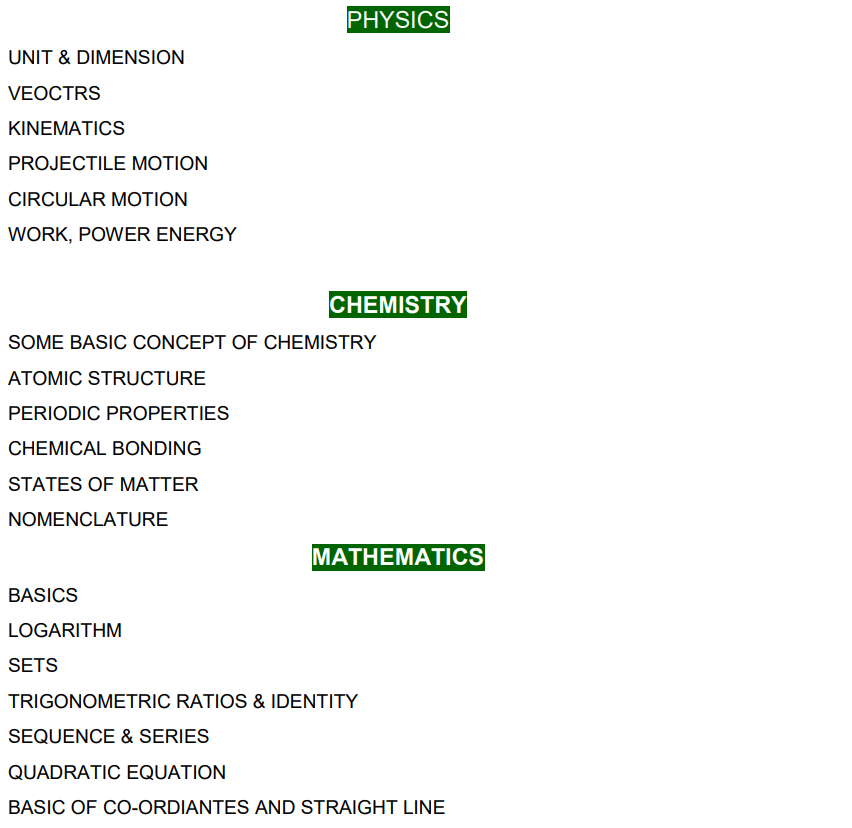 PHYSICS
UNIT & DIMENSION
VEOCTRS
KINEMATICS
PROJECTILE MOTION
CIRCULAR MOTION
WORK, POWER ENERGY
CHEMISTRY
SOME BASIC CONCEPT OF CHEMISTRY
ATOMIC STRUCTURE
PERIODIC PROPERTIES
CHEMICAL BONDING
STATES OF MATTER
NOMENCLATURE
MATHEMATICS
BASICS
LOGARITHM
SETS
TRIGONOMETRIC RATIOS & IDENTITY
SEQUENCE & SERIES
QUADRATIC EQUATION
BASIC OF CO-ORDIANTES AND STRAIGHT LINE